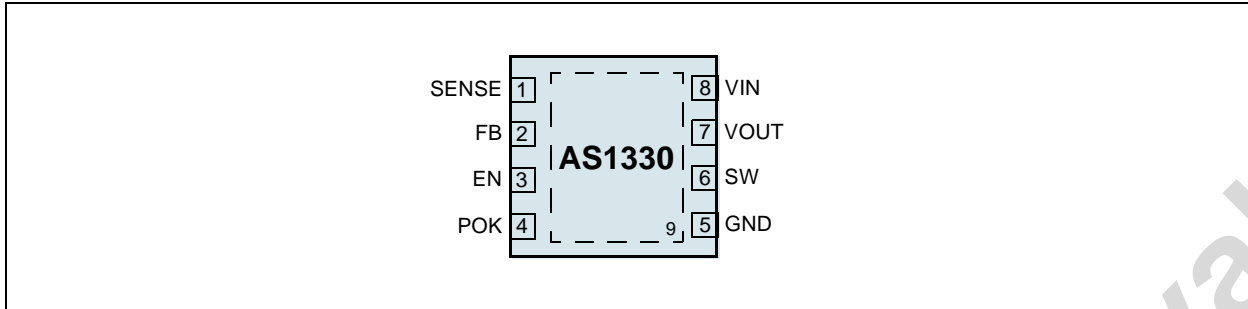 SENSE 1
8 VIN
FB 2
7 VOUT
AS1330
EN 3
6 SW
POK 4
9
5 GND